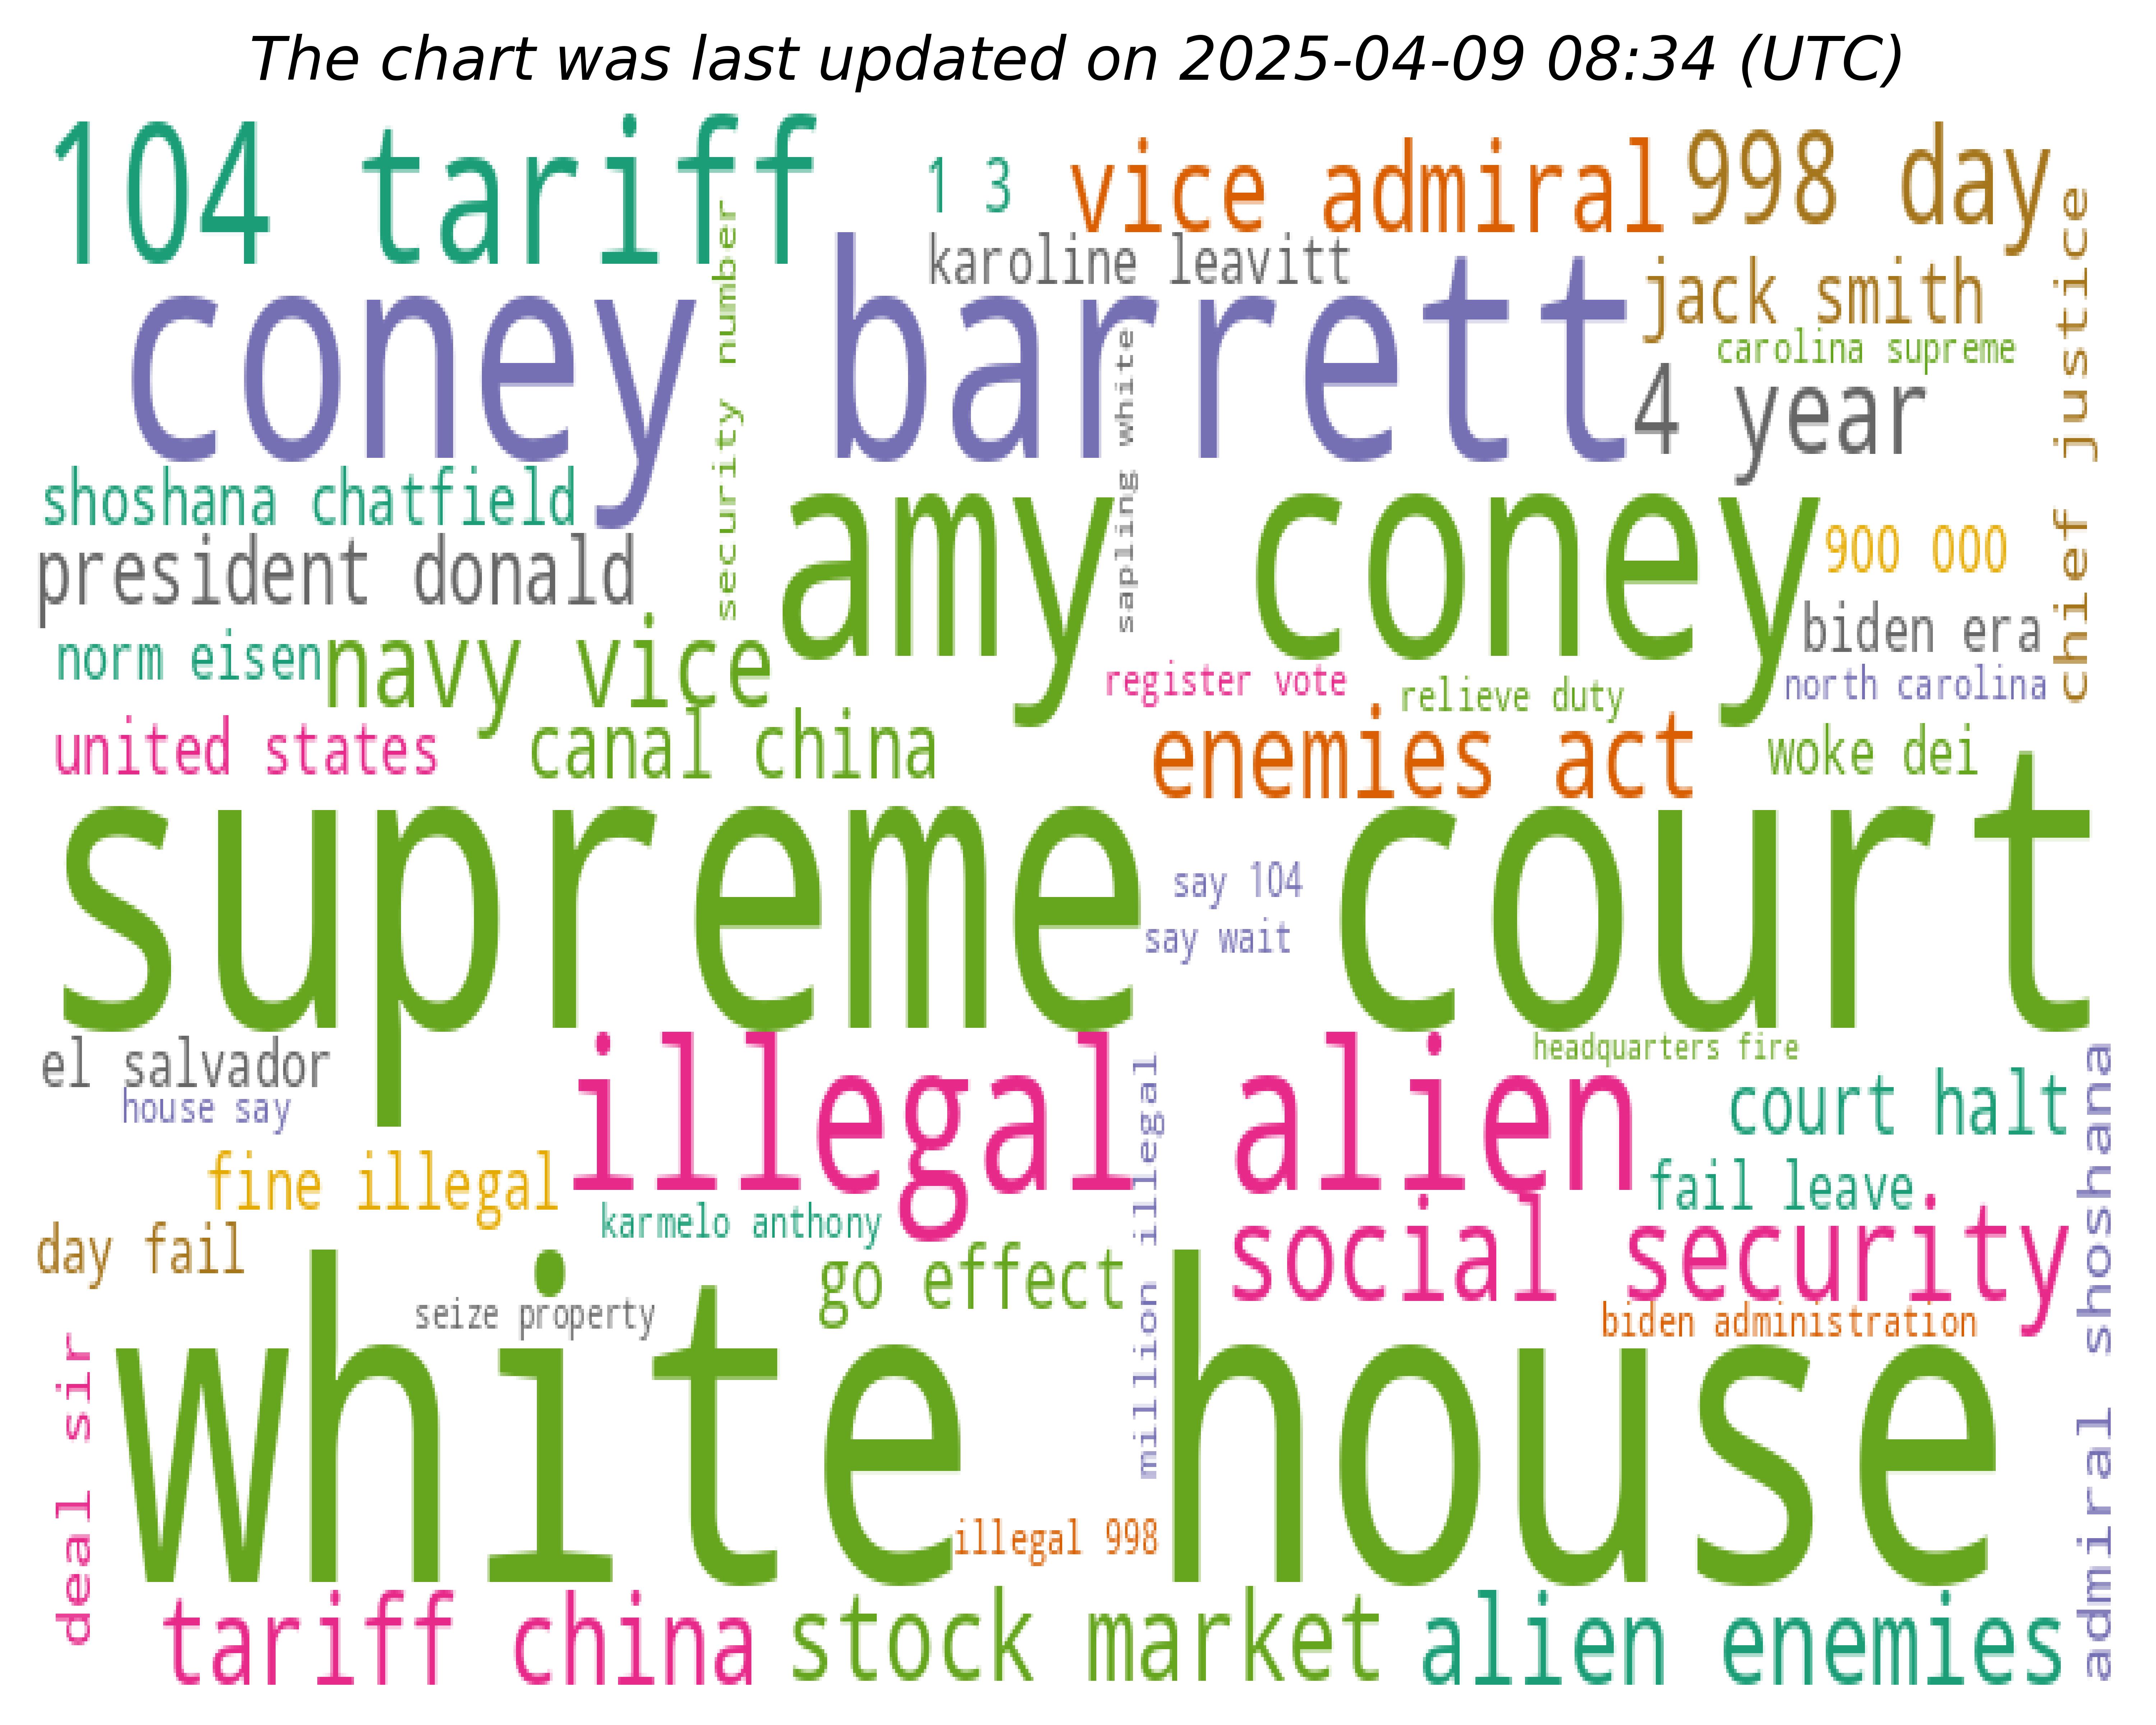 The chart was last updated on 2025-04-09 08:34 (UTC)
104 tariff
1 3
vice admiral
998 day
karoline leavitt
coney barrett
jack smith
carolina supreme
4 year
chief justice
security number
sapling white
shoshana chatfield
amy coney
900 000
president donald
biden era
norm eisen
navy vice
register vote
relieve duty
north carolina
united states
canal china
enemies act
woke dei
supreme court
say 104
say wait
el salvador
house say
illegal alien
headquarters fire
court halt
fine illegal
fail leave
karmelo anthony
million illegal
admiral shoshana
day fail
go effect
social security
seize property
biden administration
deal sir
white house
illegal 998
tariff china
stock market
alien enemies